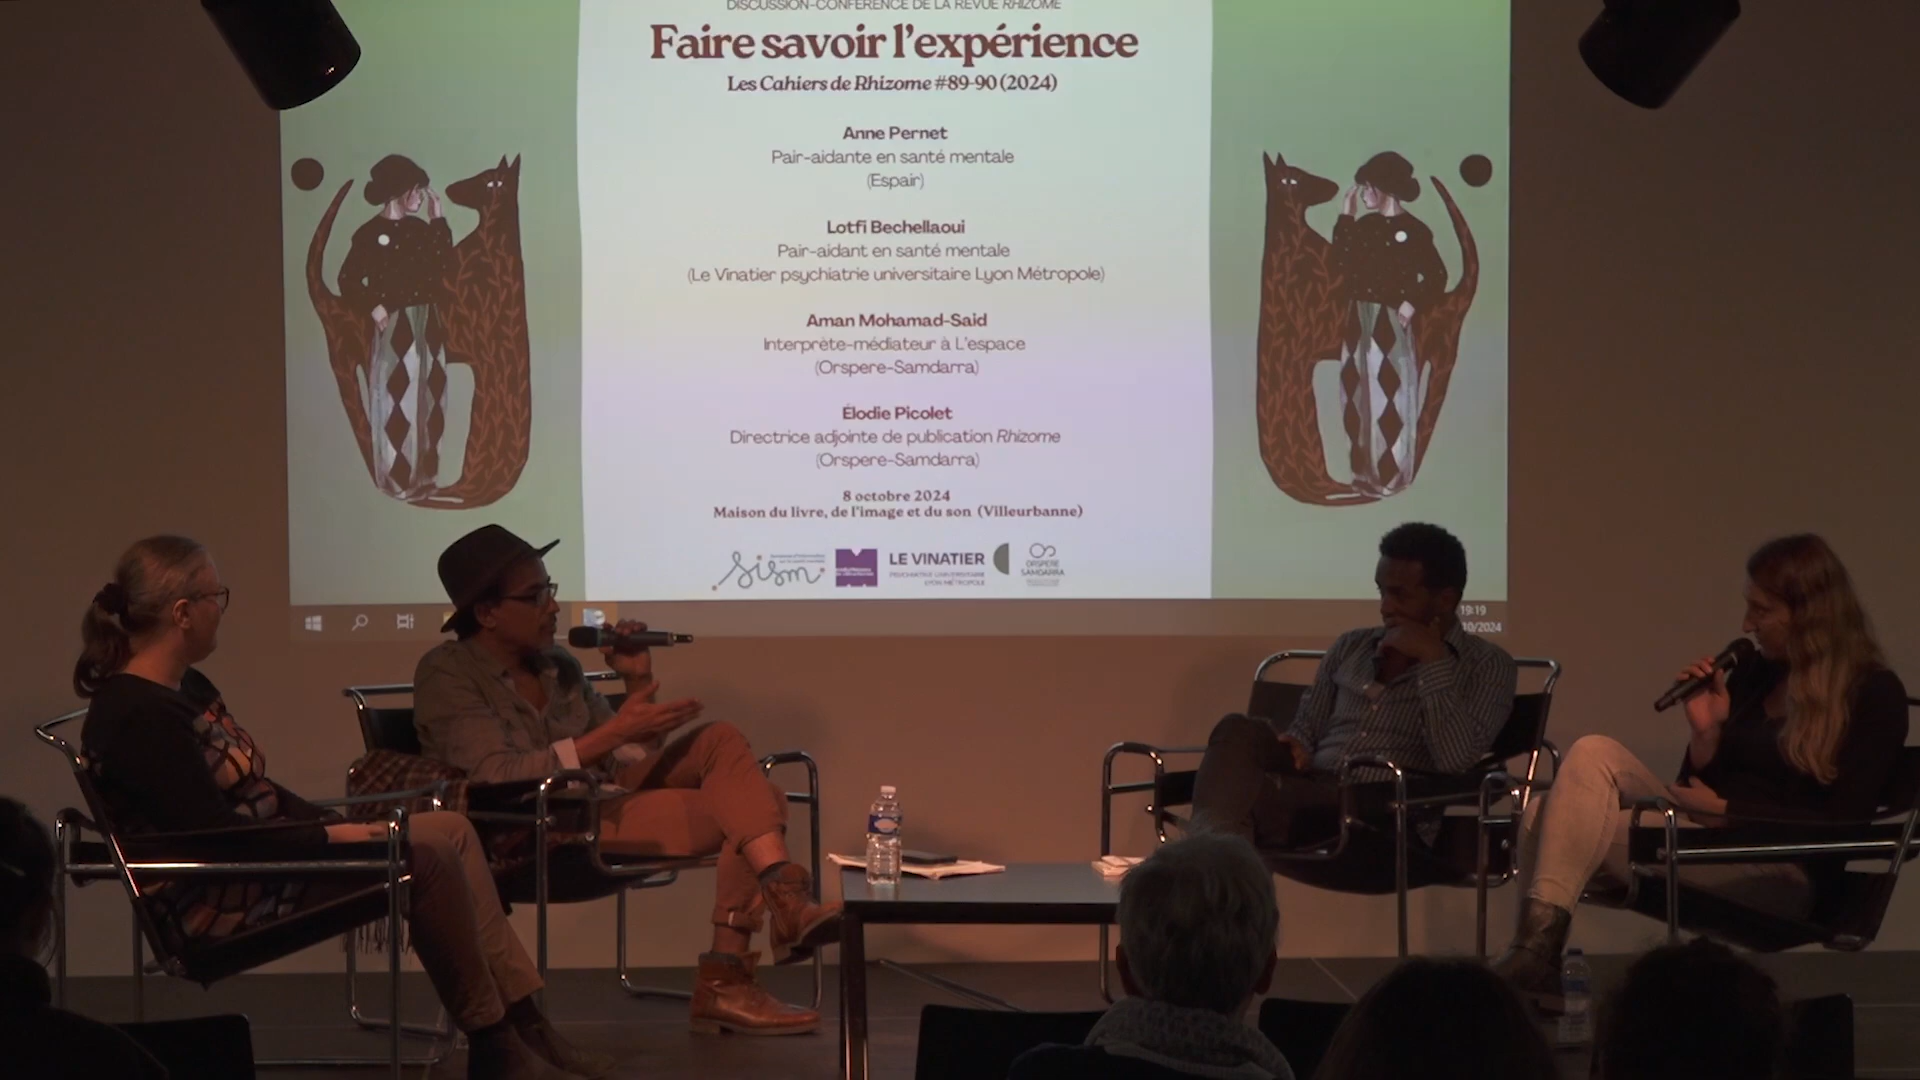 DISCUSSION-CONFÉRENCE DE LA REVUE RHIZOME
Faire savoir l'expérience
Les Cahiers de Rhizome #89-90 (2024)
Anne Pernet
Pair-aidante en santé mentale
(Espair)
Lotfi Bechellaoui
Pair-aidant en santé mentale
(Le Vinatier psychiatrie universitaire Lyon Métropole)
Aman Mohamad-Said
Interprète-médiateur à L'espace
(Orspere-Samdarra)
Élodie Picolet
Directrice adjointe de publication Rhizome
(Orspere-Samdarra)
8 octobre 2024
Maison du livre, de l'image et du son (Villeurbanne)
Sism
LE VINATIER
PSYCHIATRIE UNIVERSITAIRE
LYON MÉTROPOLE
ORSPERE
SAMDARRA
19:19
10/2024